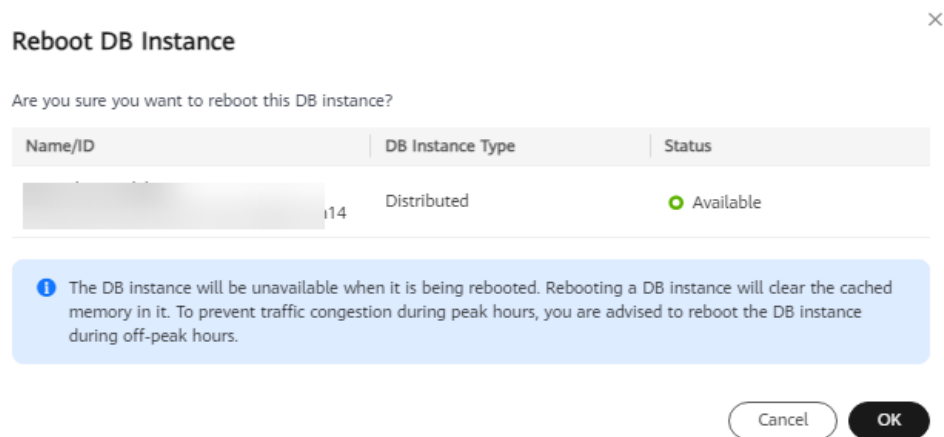 Reboot DB Instance
Are you sure you want to reboot this DB instance?
Name/ID DB Instance Type Status
14 Distributed Available
The DB instance will be unavailable when it is being rebooted. Rebooting a DB instance will clear the cached
memory in it. To prevent traffic congestion during peak hours, you are advised to reboot the DB instance
during off-peak hours.
Cancel OK